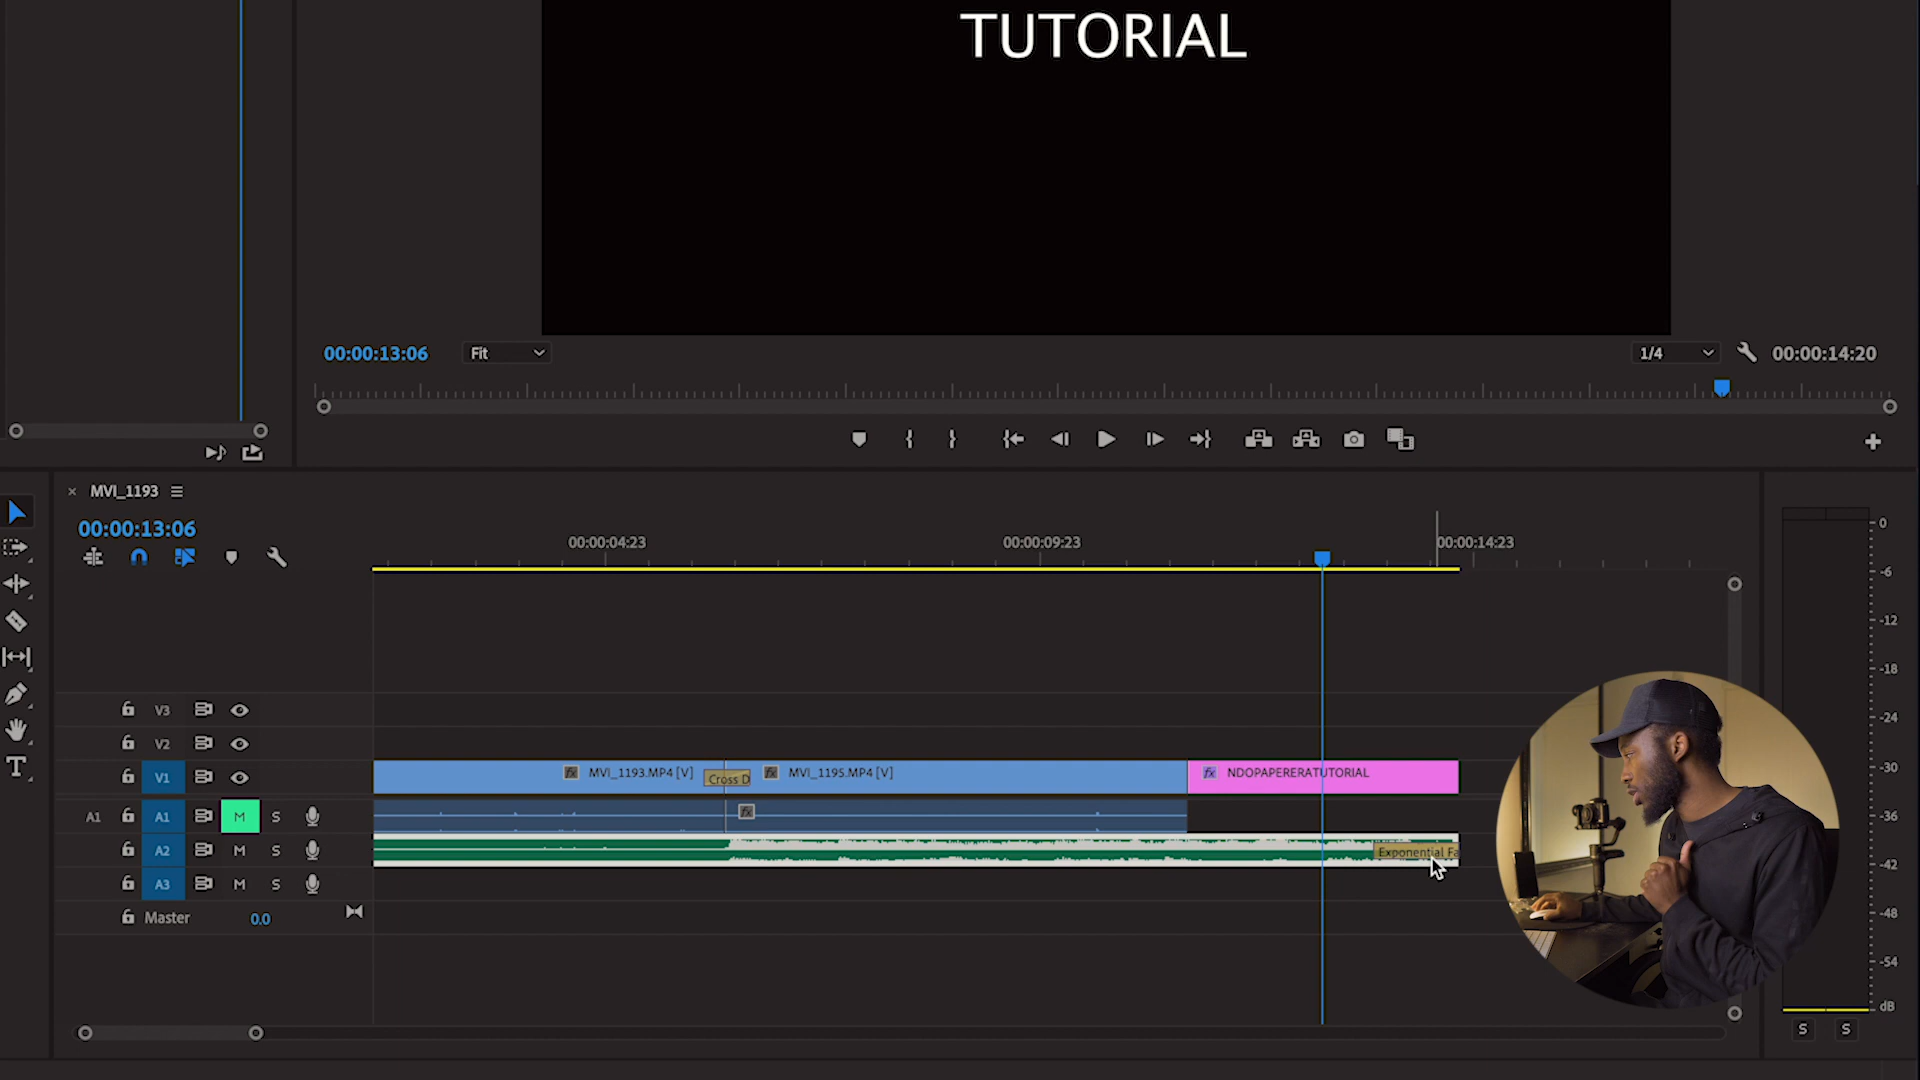 TUTORIAL
00:00:13:06
Fit
1/4
00:00:14:20
MVI_1193
00:00:13:06
00:00:04:23
00:00:09:23
00:00:14:23
0
-6
-12
-18
-24
-30
-36
-42
-48
-54
dB
S S
V3
V2
V1
MVI_1193.MP4 [V]
Cross D
MVI_1195.MP4 [V]
NDOPAPERERATUTORIAL
fx
A1 A1 M S
A2 M S
Exponential Fa
A3 M S
Master 0.0